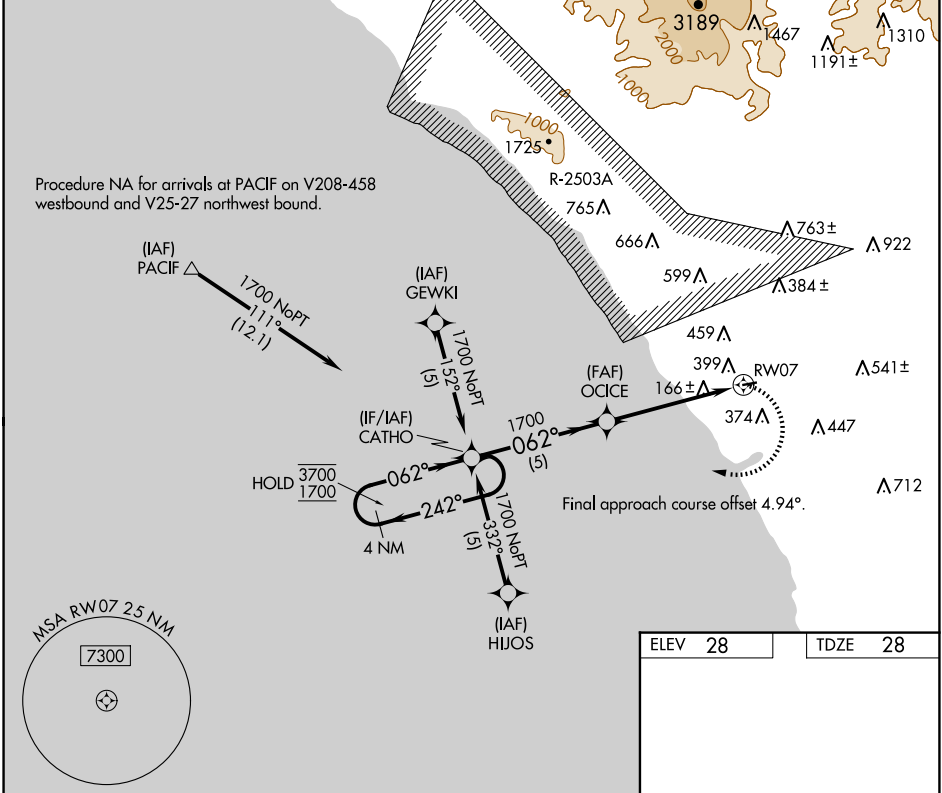 3189
1467
1310
1191±
2000
1000
1000
1725
R-2503A
765
666
599
763±
922
384±
Procedure NA for arrivals at PACIF on V208-458
westbound and V25-27 northwest bound.
(IAF)
PACIF
1700 NoPT
111°
(12.1)
(IAF)
GEWKI
1700 NoPT
152°
(5)
459
399
RW07
541±
166±
374
447
712
(FAF)
OCICE
(IF/IAF)
CATHO
1700
062°
(5)
HOLD
3700
1700
062°
242°
4 NM
1700 NoPT
332°
(5)
Final approach course offset 4.94°.
(IAF)
HIJOS
MSA RW07 25 NM
7300
ELEV 28
TDZE 28